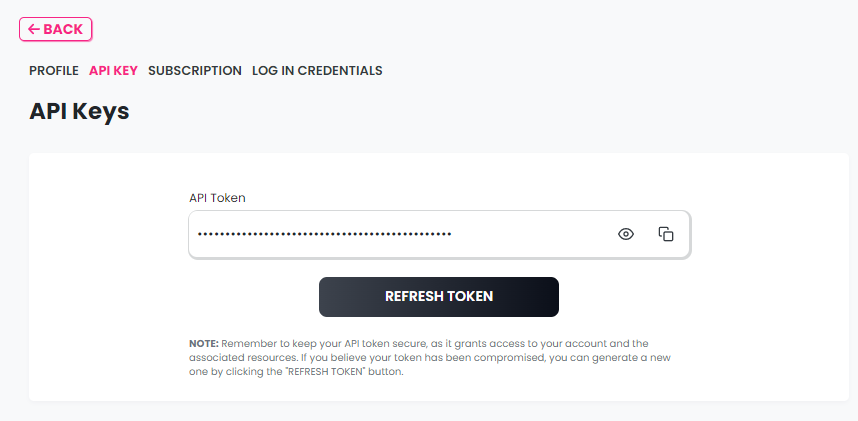 ← BACK
PROFILE API KEY SUBSCRIPTION LOG IN CREDENTIALS
API Keys
API Token
••••••••••••••••••••••••••••••••••••••••••••••
REFRESH TOKEN
NOTE: Remember to keep your API token secure, as it grants access to your account and the
associated resources. If you believe your token has been compromised, you can generate a new
one by clicking the "REFRESH TOKEN" button.